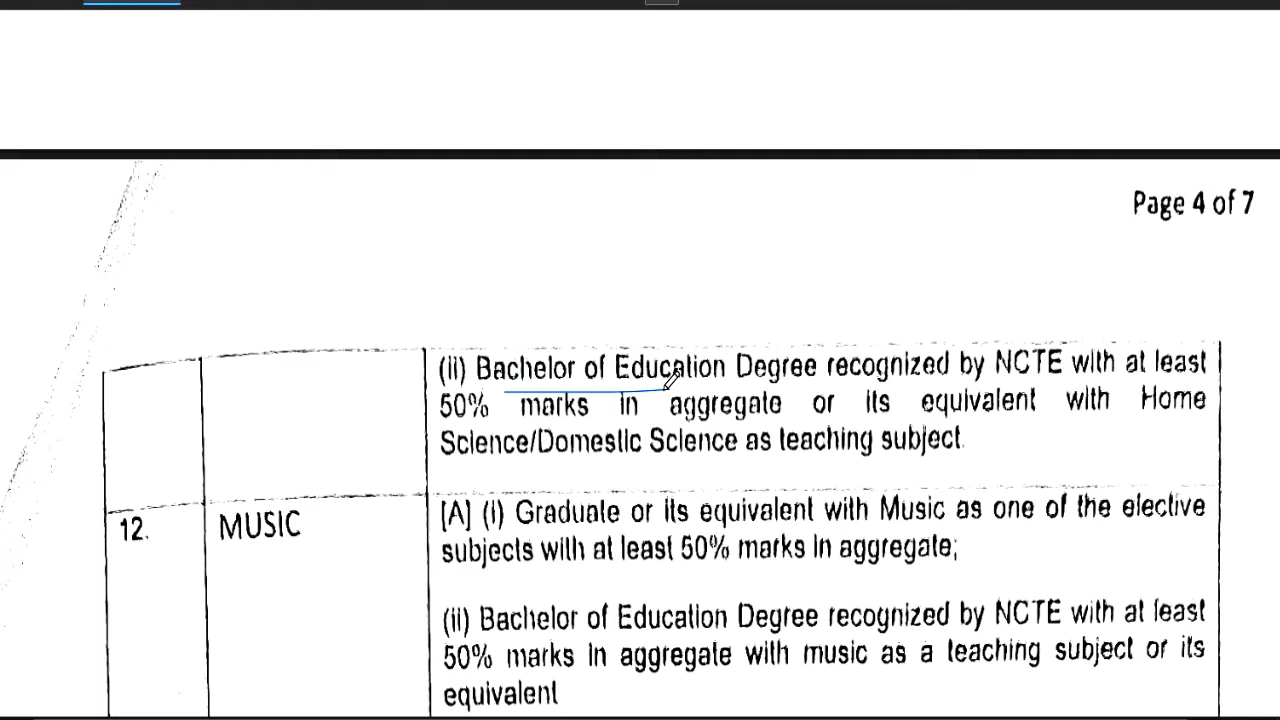 Page 4 of 7
(ii) Bachelor of Education Degree recognized by NCTE with at least
50% marks in aggregate or its equivalent with Home
Science/Domestic Science as teaching subject.
12. MUSIC [A] (i) Graduate or its equivalent with Music as one of the elective
subjects with at least 50% marks in aggregate;
(ii) Bachelor of Education Degree recognized by NCTE with at least
50% marks in aggregate with music as a teaching subject or its
equivalent